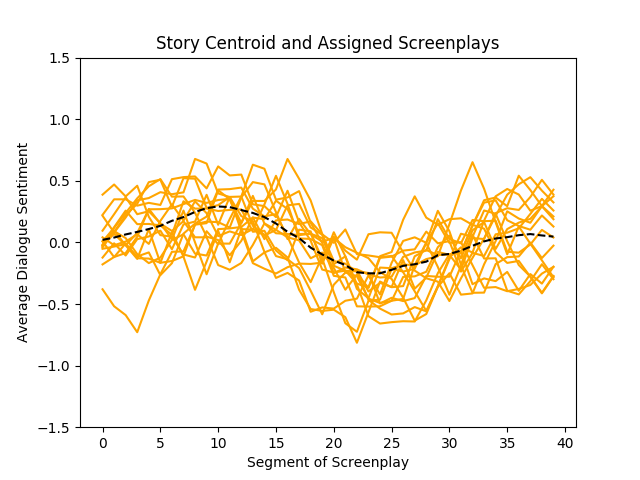 Story Centroid and Assigned Screenplays
1.5
1.0
0.5
0.0
−0.5
−1.0
−1.5
Average Dialogue Sentiment
0 5 10 15 20 25 30 35 40
Segment of Screenplay